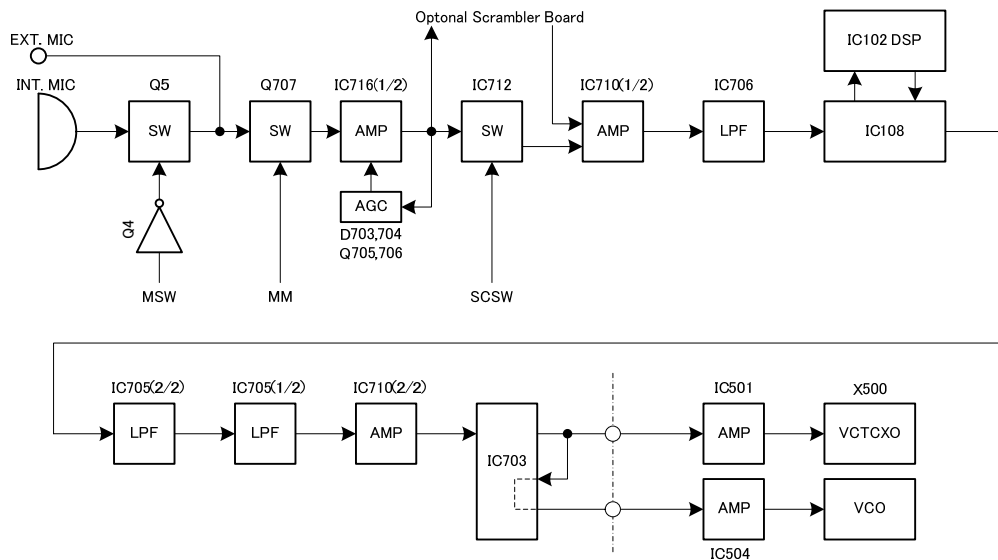 Optonal Scrambler Board
EXT. MIC
INT. MIC
Q5
Q707
IC716(1/2)
IC712
IC710(1/2)
IC706
IC102 DSP
SW
SW
AMP
SW
AMP
LPF
IC108
AGC
Q4
D703,704
Q705,706
MSW
MM
SCSW
IC705(2/2)
IC705(1/2)
IC710(2/2)
IC501
X500
LPF
LPF
AMP
IC703
AMP
VCTCXO
AMP
VCO
IC504